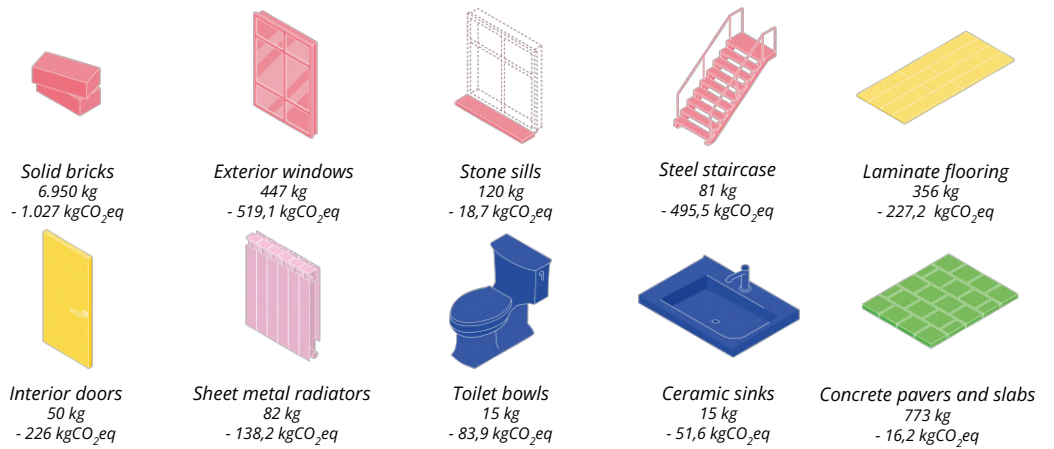 Solid bricks
6.950 kg
- 1.027 kgCO₂eq
Exterior windows
447 kg
- 519,1 kgCO₂eq
Stone sills
120 kg
- 18,7 kgCO₂eq
Steel staircase
81 kg
- 495,5 kgCO₂eq
Laminate flooring
356 kg
- 227,2 kgCO₂eq
Interior doors
50 kg
- 226 kgCO₂eq
Sheet metal radiators
82 kg
- 138,2 kgCO₂eq
Toilet bowls
15 kg
- 83,9 kgCO₂eq
Ceramic sinks
15 kg
- 51,6 kgCO₂eq
Concrete pavers and slabs
773 kg
- 16,2 kgCO₂eq